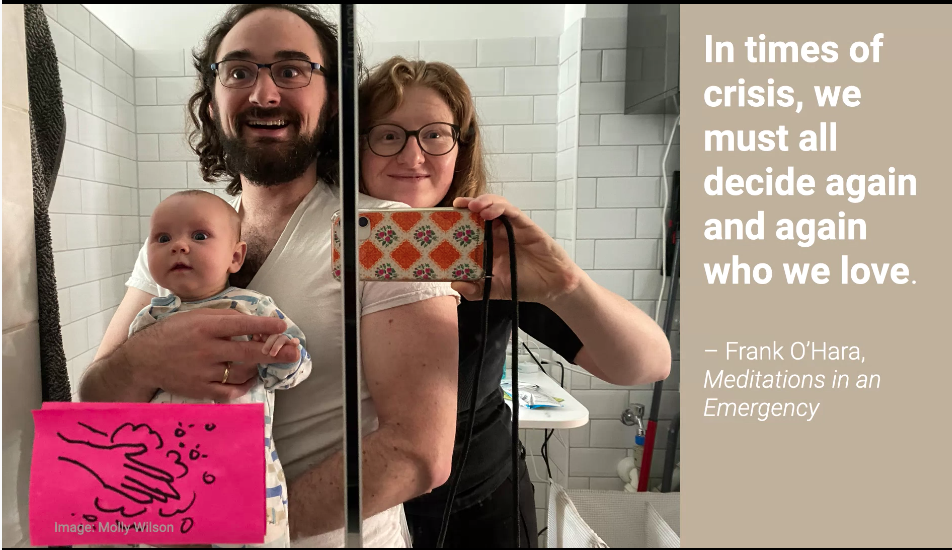 In times of
crisis, we
must all
decide again
and again
who we love.
– Frank O’Hara,
Meditations in an
Emergency
Image: Molly Wilson